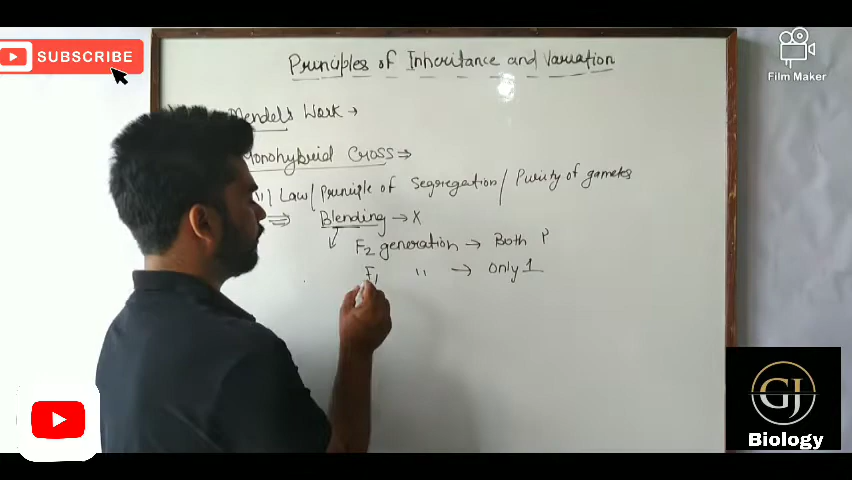 SUBSCRIBE
Film Maker
Principles of Inheritance and Variation
Mendels Work →
Monohybrid Cross ⇒
Law/Principle of Segregation/Purity of gametes
⇒ Blending → X
F₂ generation → Both P
F₁ " → only 1
GJ
Biology